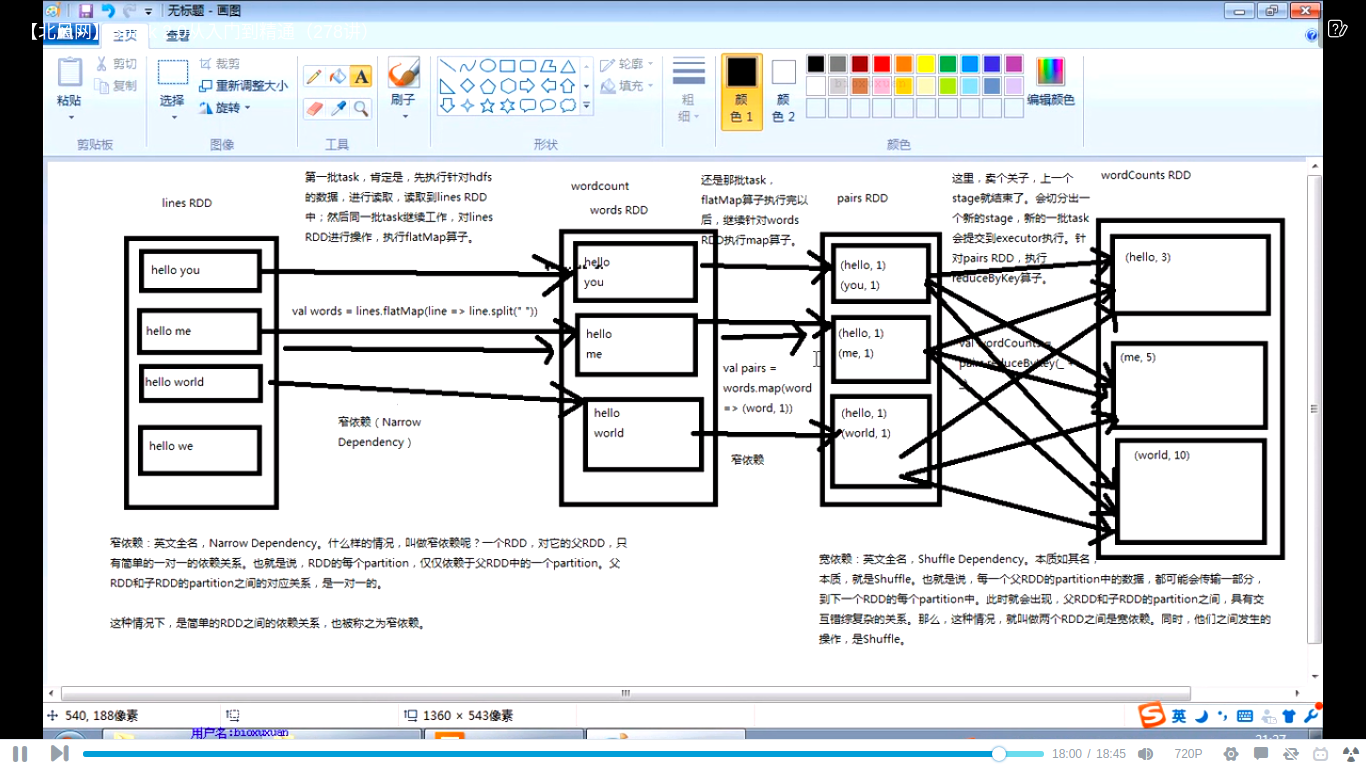 无标题 - 画图
【北风网】
主页
查看
粘贴
剪切
复制
剪贴板
选择
裁剪
重新调整大小
旋转
图像
工具
刷子
形状
轮廓
填充
粗
细
颜
色 1
颜
色 2
颜色
编辑颜色
lines RDD
第一批task，肯定是，先执行针对hdfs
的数据，进行读取，读取到lines RDD
中；然后同一批task继续工作，对lines
RDD进行操作，执行flatMap算子。
wordcount
words RDD
还是那批task，
flatMap算子执行完以
后，继续针对words
RDD执行map算子。
pairs RDD
这里，卖个关子，上一个
stage就结束了。会切分出一
个新的stage，新的一批task
会提交到executor执行。针
对pairs RDD，执行
reduceByKey算子。
wordCounts RDD
hello you
hello me
hello world
hello we
val words = lines.flatMap(line => line.split(" "))
窄依赖（Narrow
Dependency）
hello
you
hello
me
hello
world
val pairs =
words.map(word
=> (word, 1))
窄依赖
(hello, 1)
(you, 1)
(hello, 1)
(me, 1)
(hello, 1)
(world, 1)
val wordCounts =
pairs.reduceByKey(_ +
_)
(hello, 3)
(me, 5)
(world, 10)
窄依赖：英文全名，Narrow Dependency。什么样的情况，叫做窄依赖呢？一个RDD，对它的父RDD，只
有简单的一对一的依赖关系。也就是说，RDD的每个partition，仅仅依赖于父RDD中的一个partition。父
RDD和子RDD的partition之间的对应关系，是一对一的。
这种情况下，是简单的RDD之间的依赖关系，也被称之为窄依赖。
宽依赖：英文全名，Shuffle Dependency。本质如其名，
本质，就是Shuffle。也就是说，每一个父RDD的partition中的数据，都可能会传输一部分，
到下一个RDD的每个partition中。此时就会出现，父RDD和子RDD的partition之间，具有交
互错综复杂的关系。那么，这种情况，就叫做两个RDD之间是宽依赖。同时，他们之间发生的
操作，是Shuffle。
540, 188像素
1360 × 543像素
英
用户名:bioxuxuan
21:27
18:00 / 18:45
720P